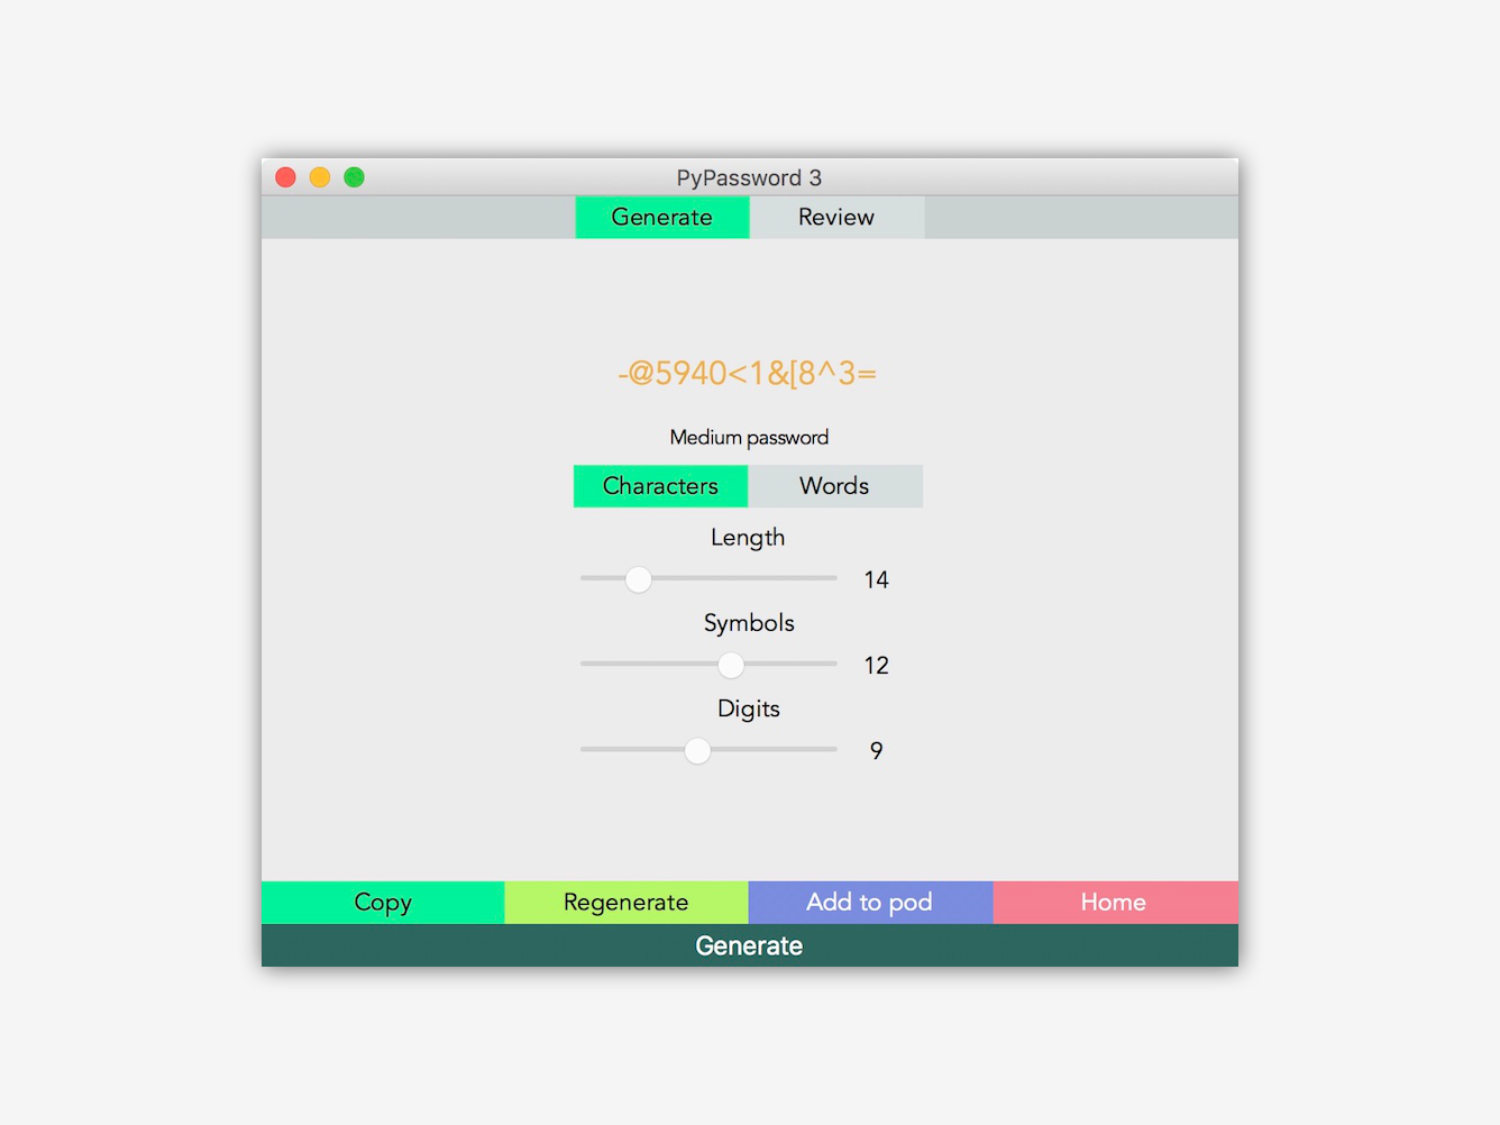 PyPassword 3
Generate Review
-@5940<1&[8^3=
Medium password
Characters Words
Length
14
Symbols
12
Digits
9
Copy Regenerate Add to pod Home
Generate